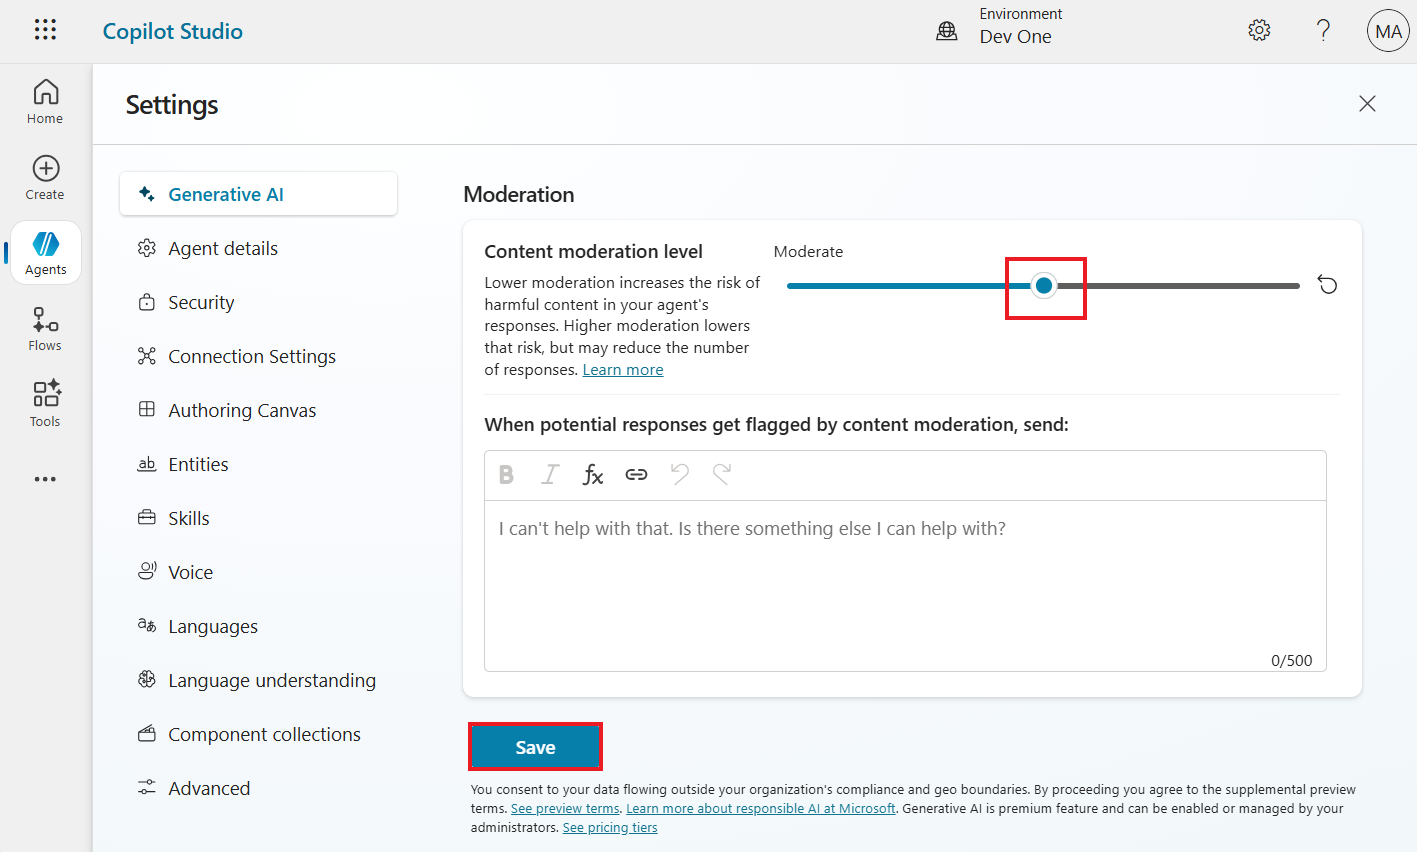 Copilot Studio
Environment
Dev One
MA
Home
Create
Agents
Flows
Tools
Settings
Generative AI
Agent details
Security
Connection Settings
Authoring Canvas
Entities
Skills
Voice
Languages
Language understanding
Component collections
Advanced
Moderation
Content moderation level
Moderate
Lower moderation increases the risk of
harmful content in your agent's
responses. Higher moderation lowers
that risk, but may reduce the number
of responses. Learn more
When potential responses get flagged by content moderation, send:
I can't help with that. Is there something else I can help with?
0/500
Save
You consent to your data flowing outside your organization's compliance and geo boundaries. By proceeding you agree to the supplemental preview
terms. See preview terms. Learn more about responsible AI at Microsoft. Generative AI is premium feature and can be enabled or managed by your
administrators. See pricing tiers